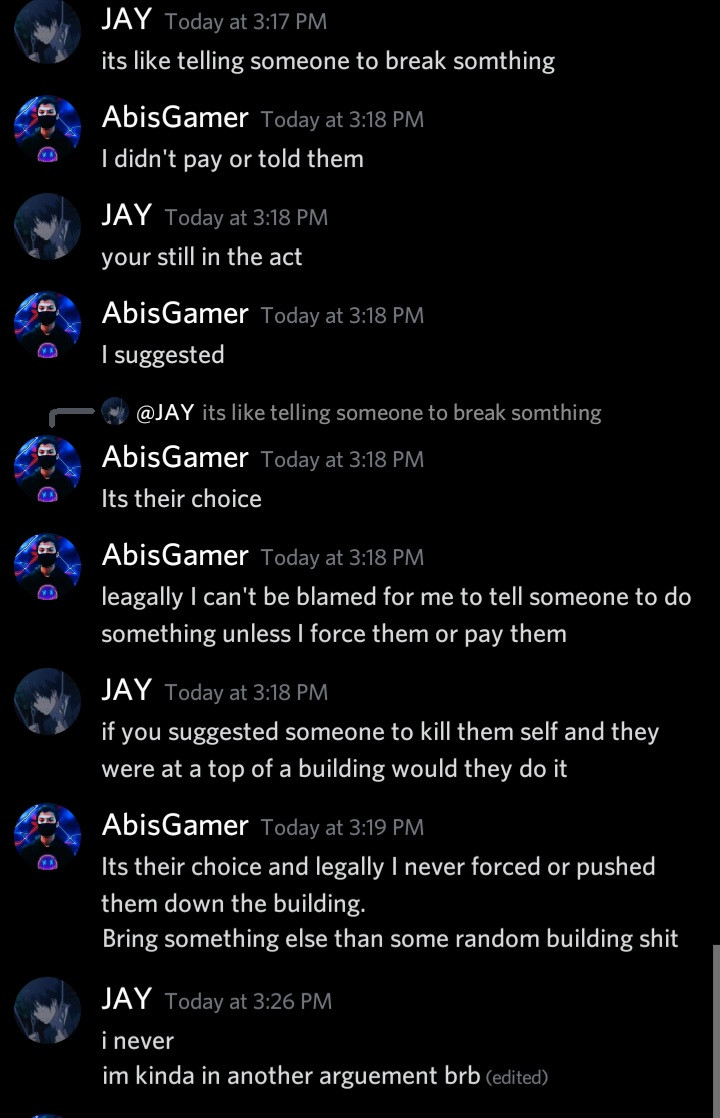 JAY Today at 3:17 PM
its like telling someone to break somthing
AbisGamer Today at 3:18 PM
I didn't pay or told them
JAY Today at 3:18 PM
your still in the act
AbisGamer Today at 3:18 PM
I suggested
@JAY its like telling someone to break somthing
AbisGamer Today at 3:18 PM
Its their choice
AbisGamer Today at 3:18 PM
leagally I can't be blamed for me to tell someone to do
something unless I force them or pay them
JAY Today at 3:18 PM
if you suggested someone to kill them self and they
were at a top of a building would they do it
AbisGamer Today at 3:19 PM
Its their choice and legally I never forced or pushed
them down the building.
Bring something else than some random building shit
JAY Today at 3:26 PM
i never
im kinda in another arguement brb (edited)